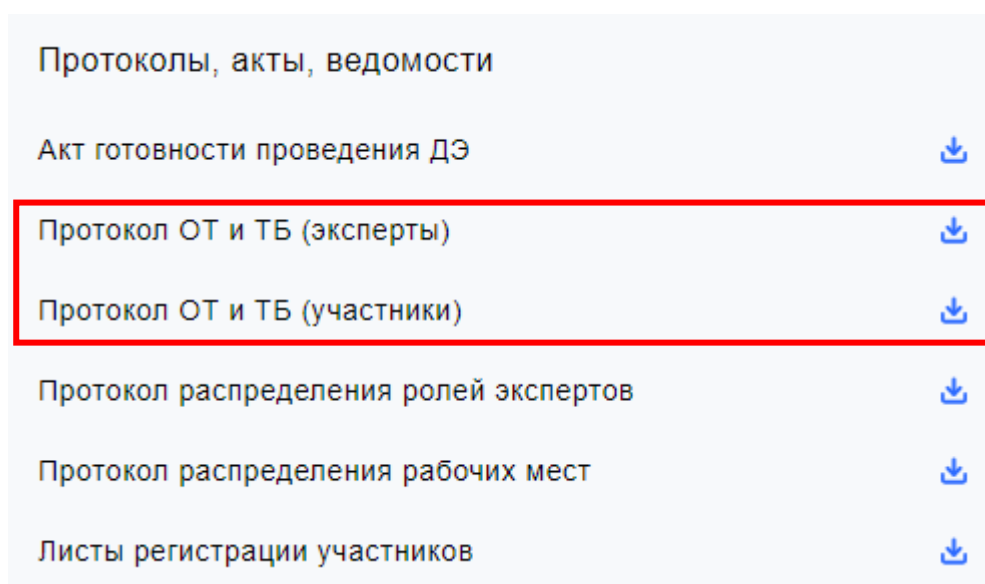 Протоколы, акты, ведомости
Акт готовности проведения ДЭ
Протокол ОТ и ТБ (эксперты)
Протокол ОТ и ТБ (участники)
Протокол распределения ролей экспертов
Протокол распределения рабочих мест
Листы регистрации участников